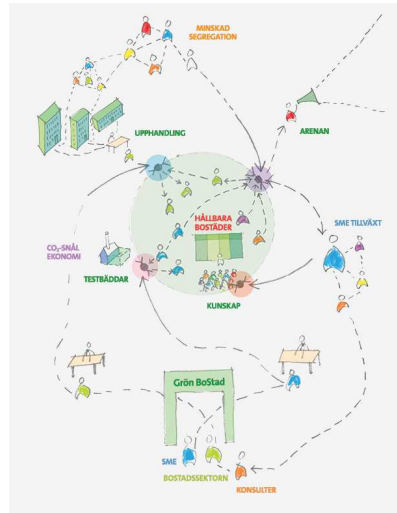 MINSKAD
SEGREGATION
UPPHANDLING
ARENAN
HÅLLBARA
BOSTÄDER
SME TILLVÄXT
CO₂-SNÅL
EKONOMI
TESTBÄDDAR
KUNSKAP
Grön BoStad
SME
BOSTADSSEKTORN
KONSULTER